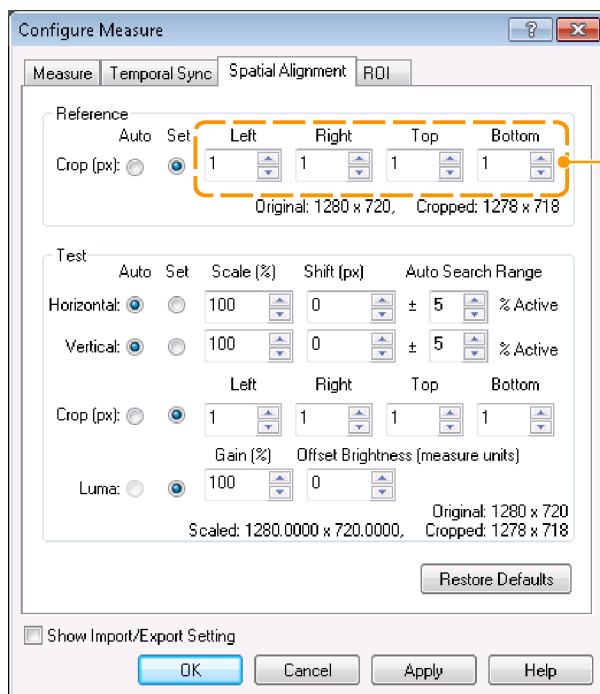 Configure Measure
Measure Temporal Sync Spatial Alignment ROI
Reference
Auto Set Left Right Top Bottom
Crop (px): 1 1 1 1
Original: 1280 x 720, Cropped: 1278 x 718
Test
Auto Set Scale (%) Shift (px) Auto Search Range
Horizontal: 100 0 ± 5 % Active
Vertical: 100 0 ± 5 % Active
Left Right Top Bottom
Crop (px): 1 1 1 1
Gain (%) Offset Brightness (measure units)
Luma: 100 0
Original: 1280 x 720
Scaled: 1280.0000 x 720.0000, Cropped: 1278 x 718
Restore Defaults
Show Import/Export Setting
OK Cancel Apply Help